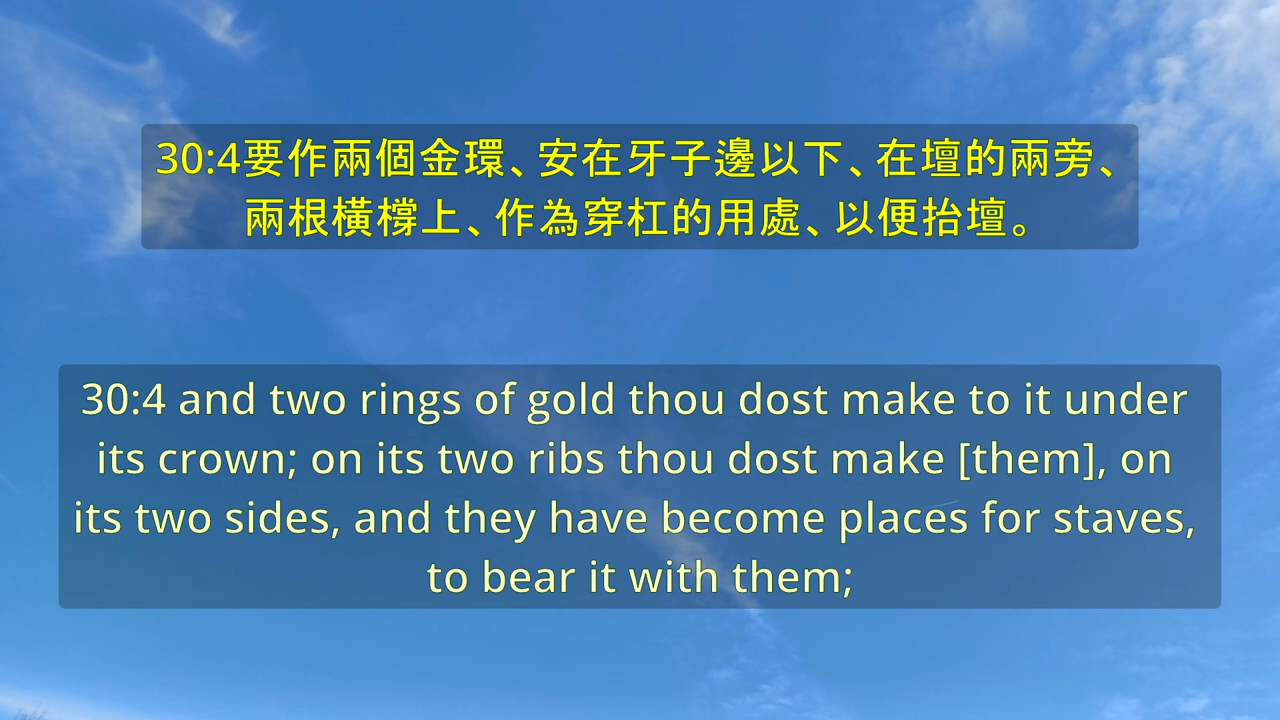 30:4要作兩個金環、安在牙子邊以下、在壇的兩旁、
兩根橫橕上、作為穿杠的用處、以便抬壇。
30:4 and two rings of gold thou dost make to it under
its crown; on its two ribs thou dost make [them], on
its two sides, and they have become places for staves,
to bear it with them;